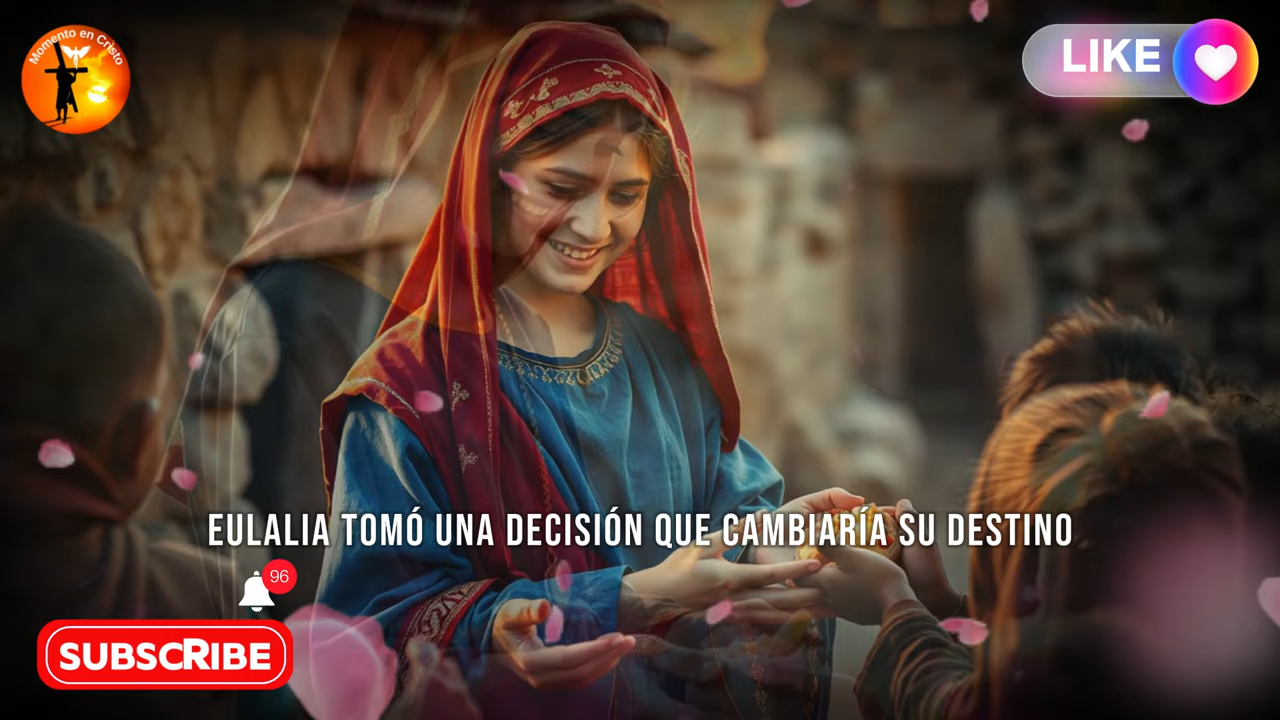 Momento en Cristo
LIKE
EULALIA TOMÓ UNA DECISIÓN QUE CAMBIARÍA SU DESTINO
96
SUBSCRIBE